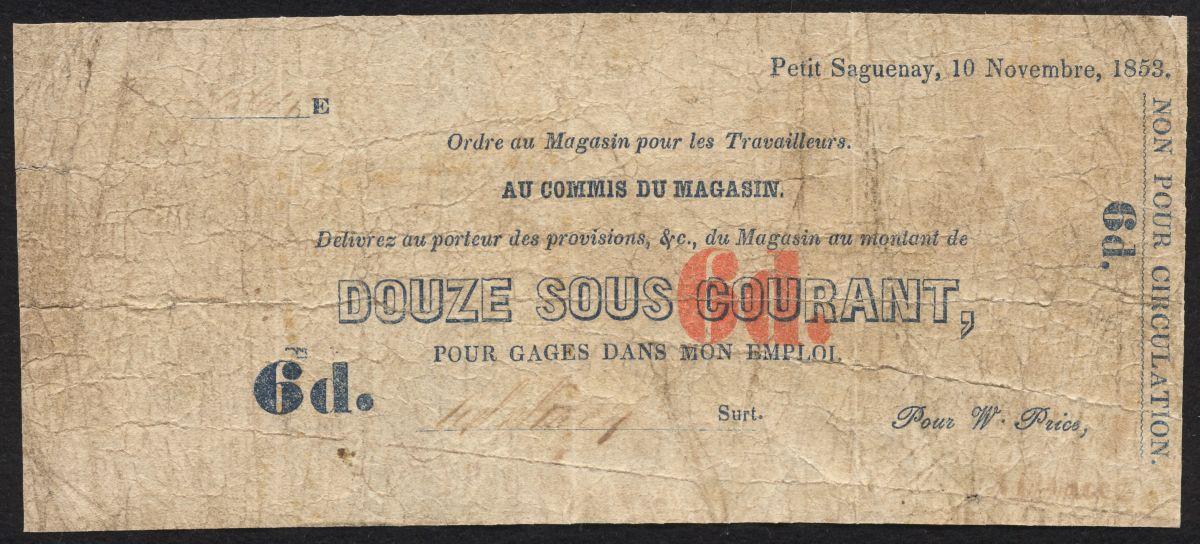 Petit Saguenay, 10 Novembre, 1853.
E
Ordre au Magasin pour les Travailleurs.
AU COMMIS DU MAGASIN.
Delivrez au porteur des provisions, &c., du Magasin au montant de
6d.
DOUZE SOUS COURANT,
POUR GAGES DANS MON EMPLOI.
6d.
Surt.
Pour W. Price,
6d.
NON POUR CIRCULATION.